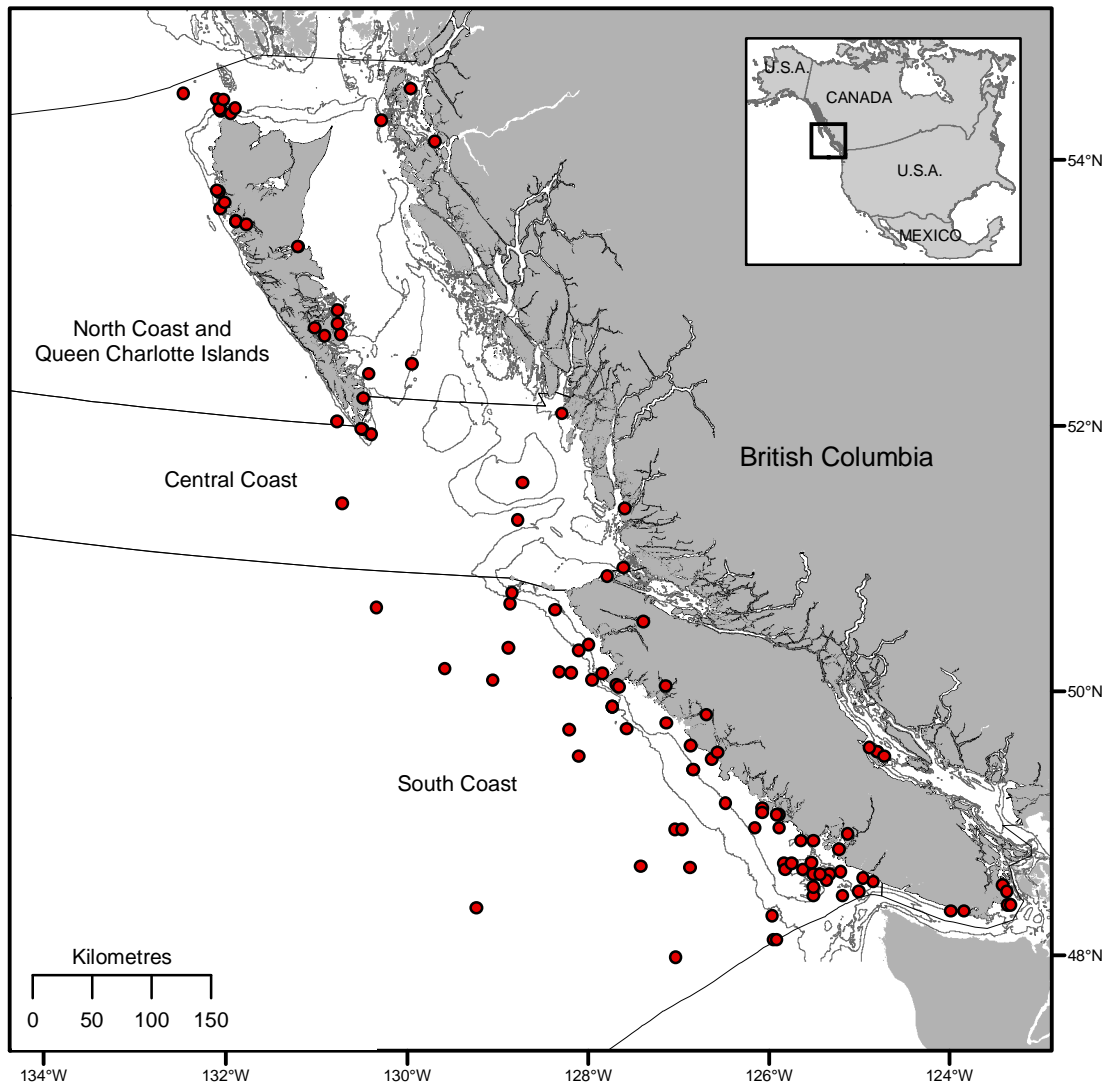 U.S.A.
CANADA
U.S.A.
MEXICO
54°N
North Coast and
Queen Charlotte Islands
52°N
British Columbia
Central Coast
50°N
South Coast
Kilometres
48°N
0 50 100 150
134°W 132°W 130°W 128°W 126°W 124°W